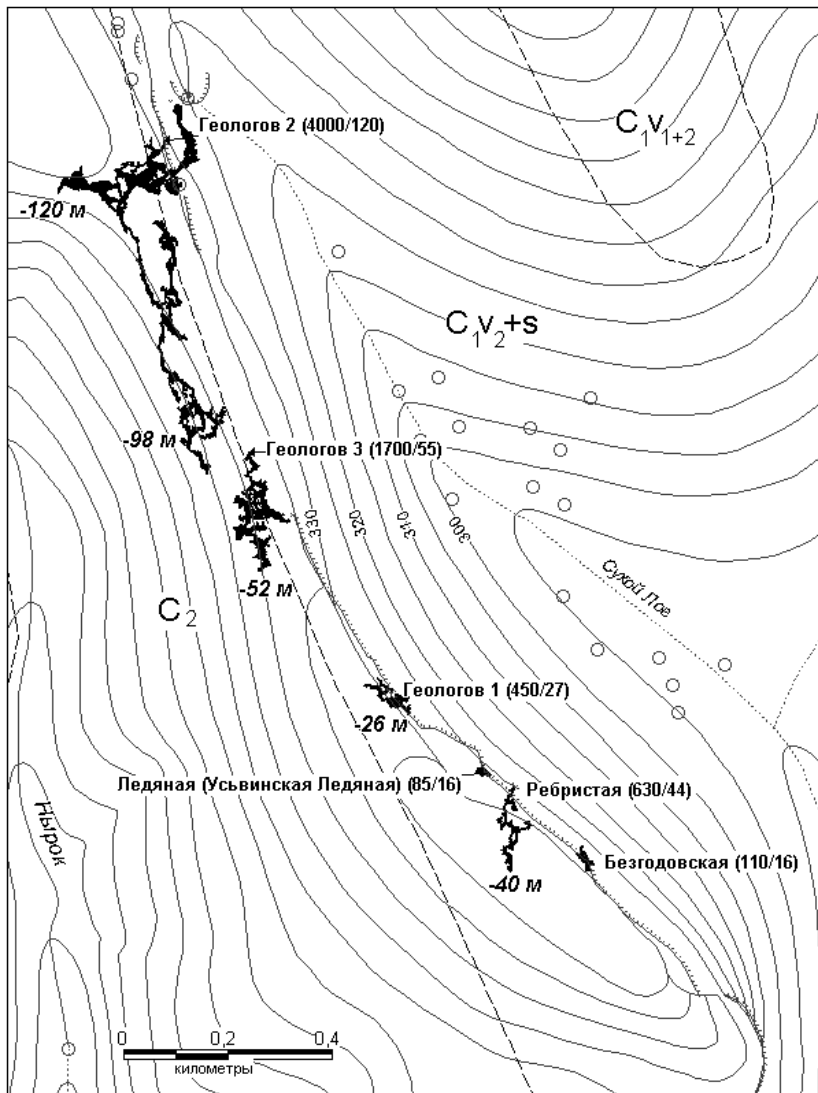 C₁v₁₊₂
Геологов 2 (4000/120)
-120 м
C₁v₂+s
-98 м
Геологов 3 (1700/55)
330
320
310
300
-52 м
Сухой Лог
C₂
Геологов 1 (450/27)
-26 м
Ледяная (Усьвинская Ледяная) (85/16)
Ребристая (630/44)
Нырок
Безгодовская (110/16)
-40 м
0 0,2 0,4
километры